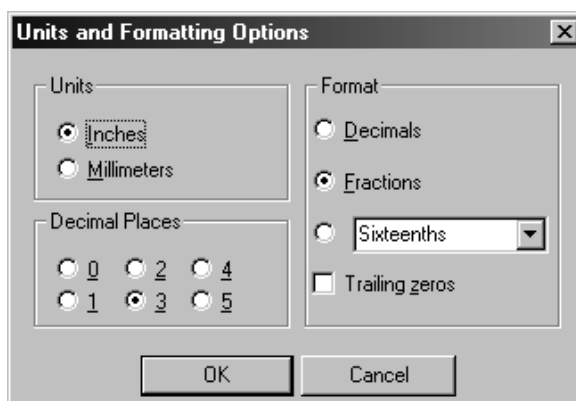 Units and Formatting Options
Units
Inches
Millimeters
Decimal Places
0 2 4
1 3 5
Format
Decimals
Fractions
Sixteenths
Trailing zeros
OK Cancel